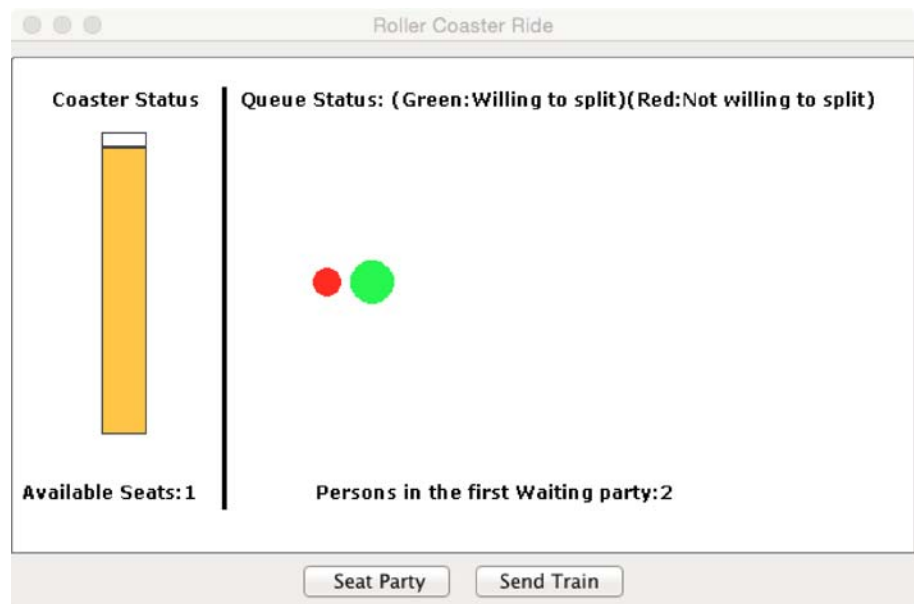 Roller Coaster Ride
Coaster Status
Queue Status: (Green:Willing to split)(Red:Not willing to split)
Available Seats:1
Persons in the first Waiting party:2
Seat Party
Send Train